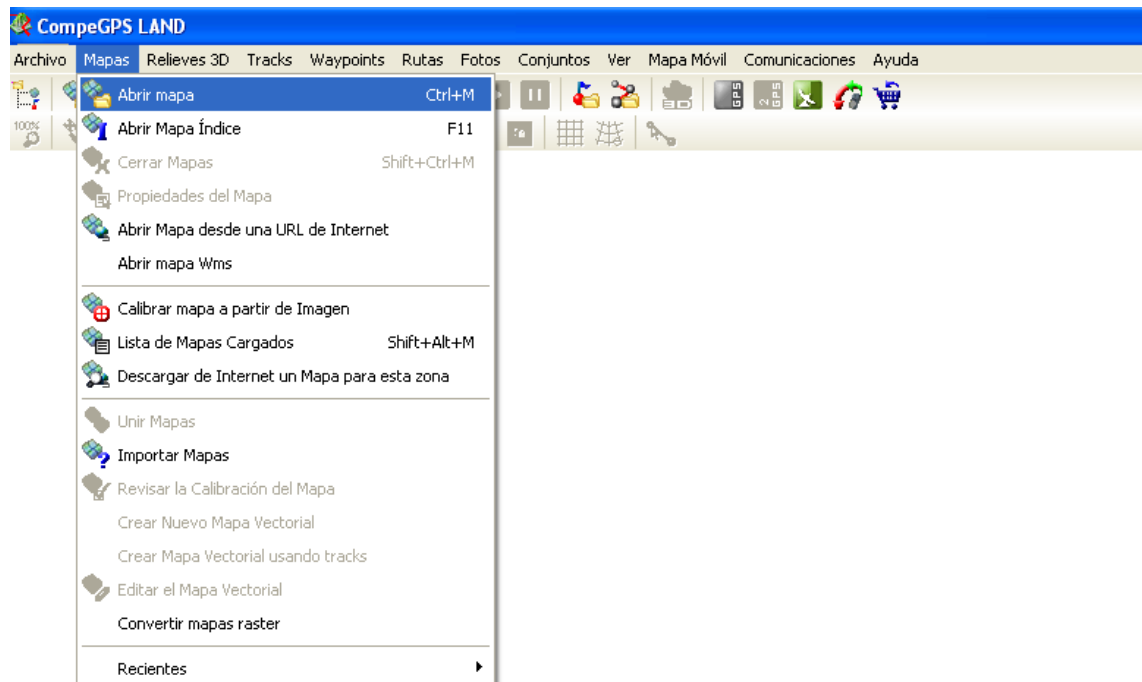 CompeGPS LAND
Archivo Mapas Relieves 3D Tracks Waypoints Rutas Fotos Conjuntos Ver Mapa Móvil Comunicaciones Ayuda
Abrir mapa Ctrl+M
100%
Abrir Mapa Índice F11
Cerrar Mapas Shift+Ctrl+M
Propiedades del Mapa
Abrir Mapa desde una URL de Internet
Abrir mapa Wms
Calibrar mapa a partir de Imagen
Lista de Mapas Cargados Shift+Alt+M
Descargar de Internet un Mapa para esta zona
Unir Mapas
Importar Mapas
Revisar la Calibración del Mapa
Crear Nuevo Mapa Vectorial
Crear Mapa Vectorial usando tracks
Editar el Mapa Vectorial
Convertir mapas raster
Recientes